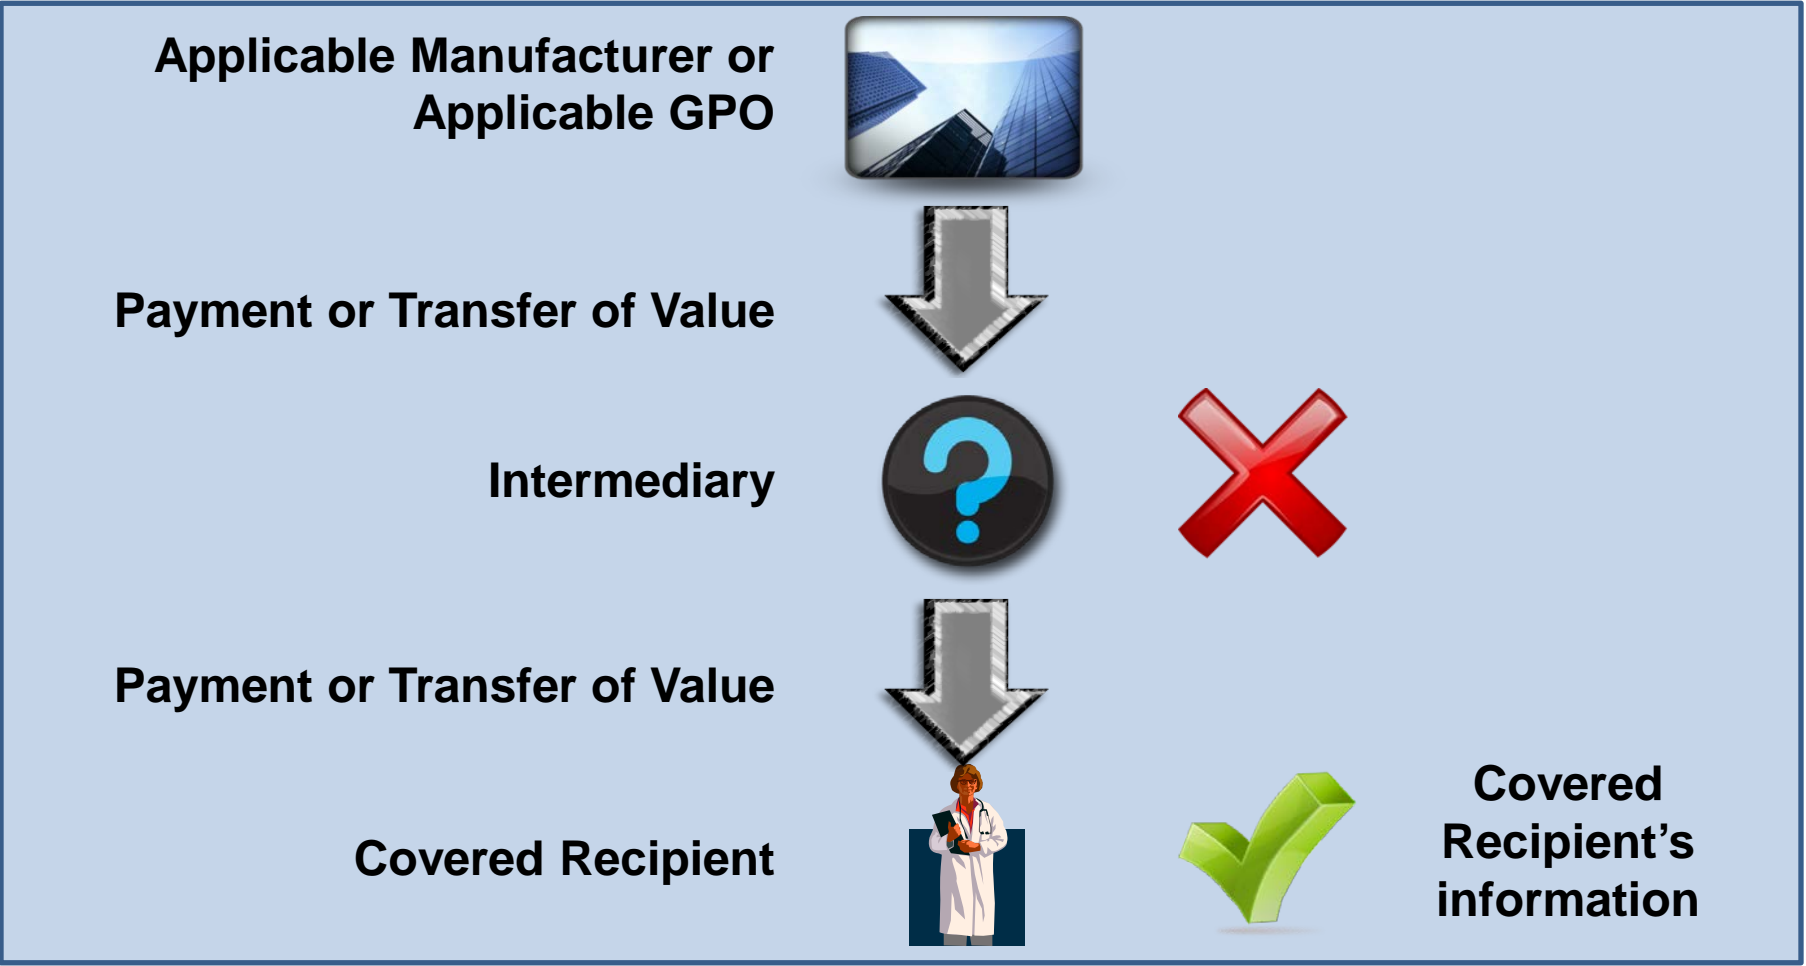 Applicable Manufacturer or
Applicable GPO
Payment or Transfer of Value
Intermediary
Payment or Transfer of Value
Covered Recipient
Covered
Recipient’s
information